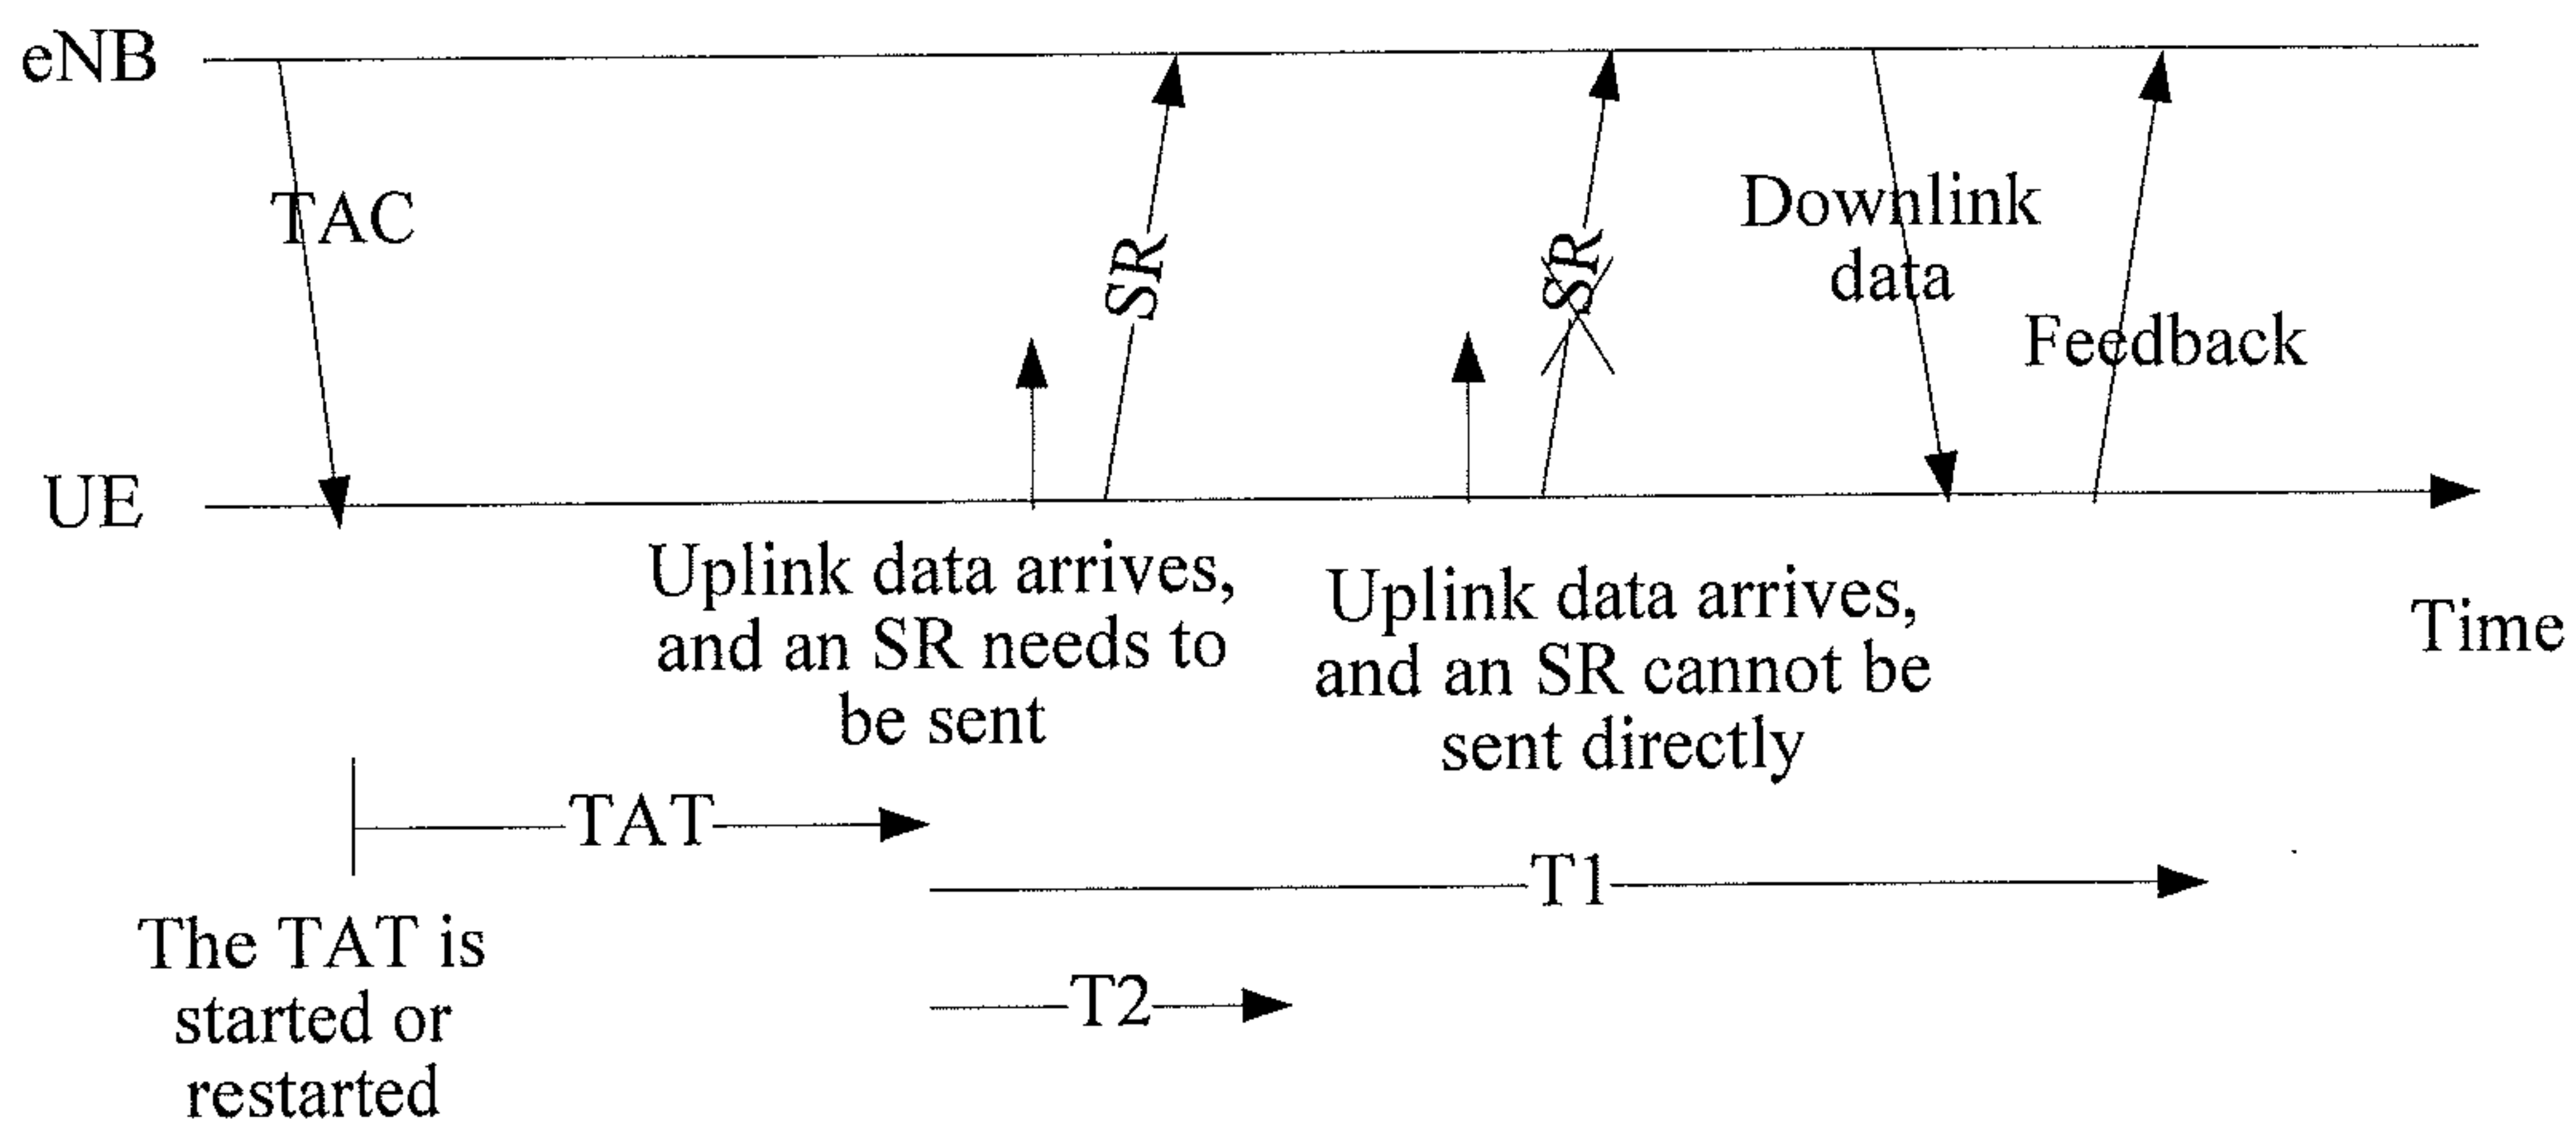 eNB
TAC
SR
SR
Downlink
data
Feedback
UE
Uplink data arrives,
and an SR needs to
be sent
Uplink data arrives,
and an SR cannot be
sent directly
Time
TAT
T1
The TAT is
started or
restarted
T2